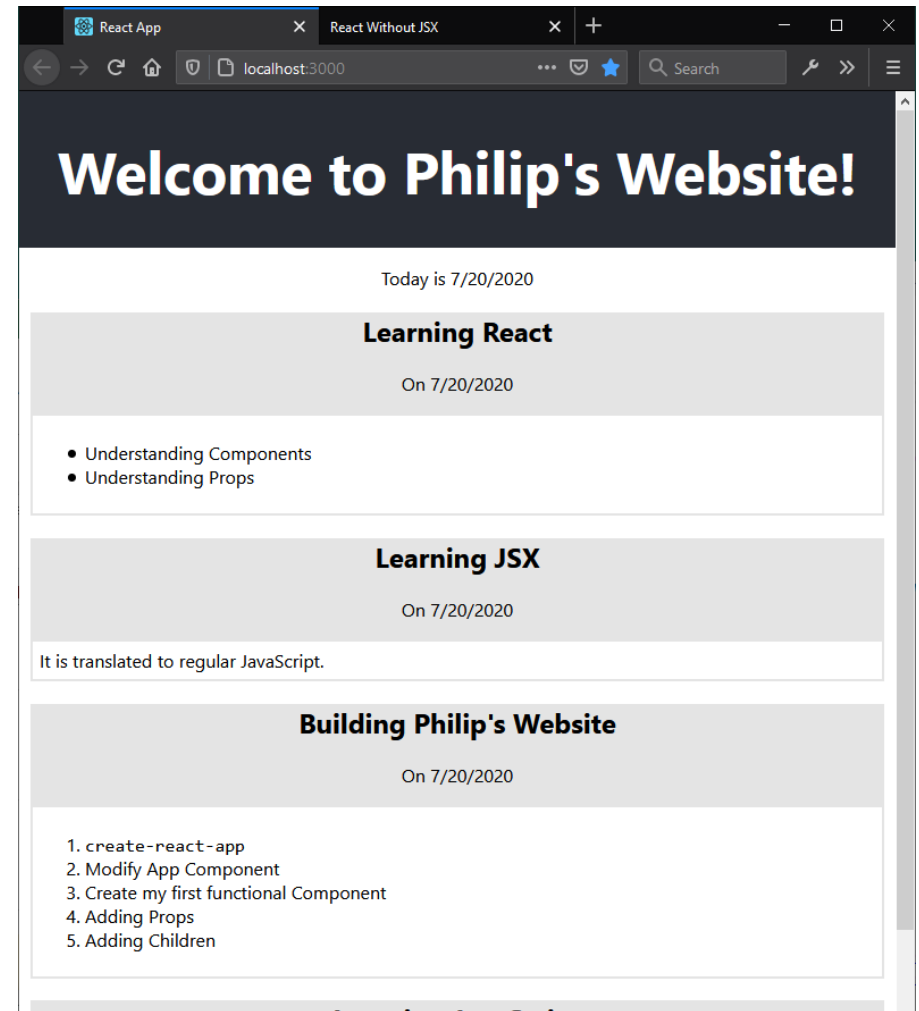 React App
React Without JSX
localhost:3000
Search
Welcome to Philip's Website!
Today is 7/20/2020
Learning React
On 7/20/2020
Understanding Components
Understanding Props
Learning JSX
On 7/20/2020
It is translated to regular JavaScript.
Building Philip's Website
On 7/20/2020
1. create-react-app
2. Modify App Component
3. Create my first functional Component
4. Adding Props
5. Adding Children